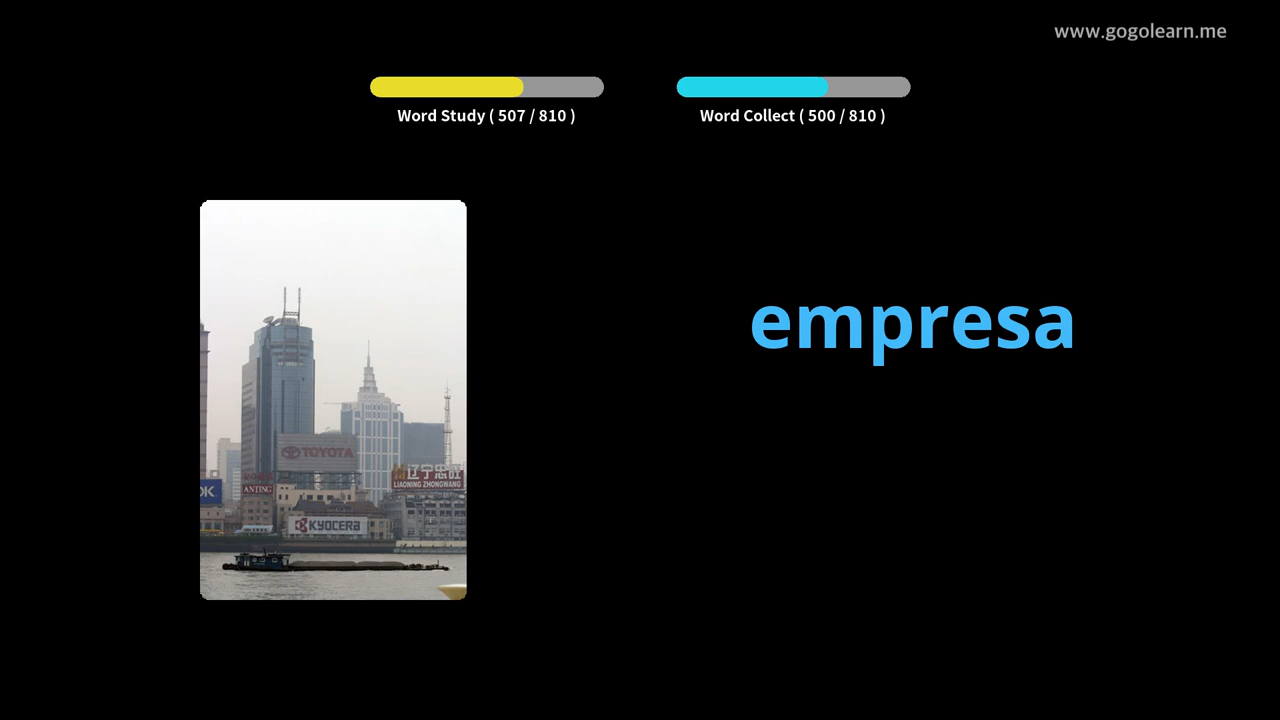 www.gogolearn.me
Word Study ( 507 / 810 )
Word Collect ( 500 / 810 )
empresa
TOYOTA
辽宁忠旺
LIAONING ZHONGWANG
OK
ANTING
KYOCERA